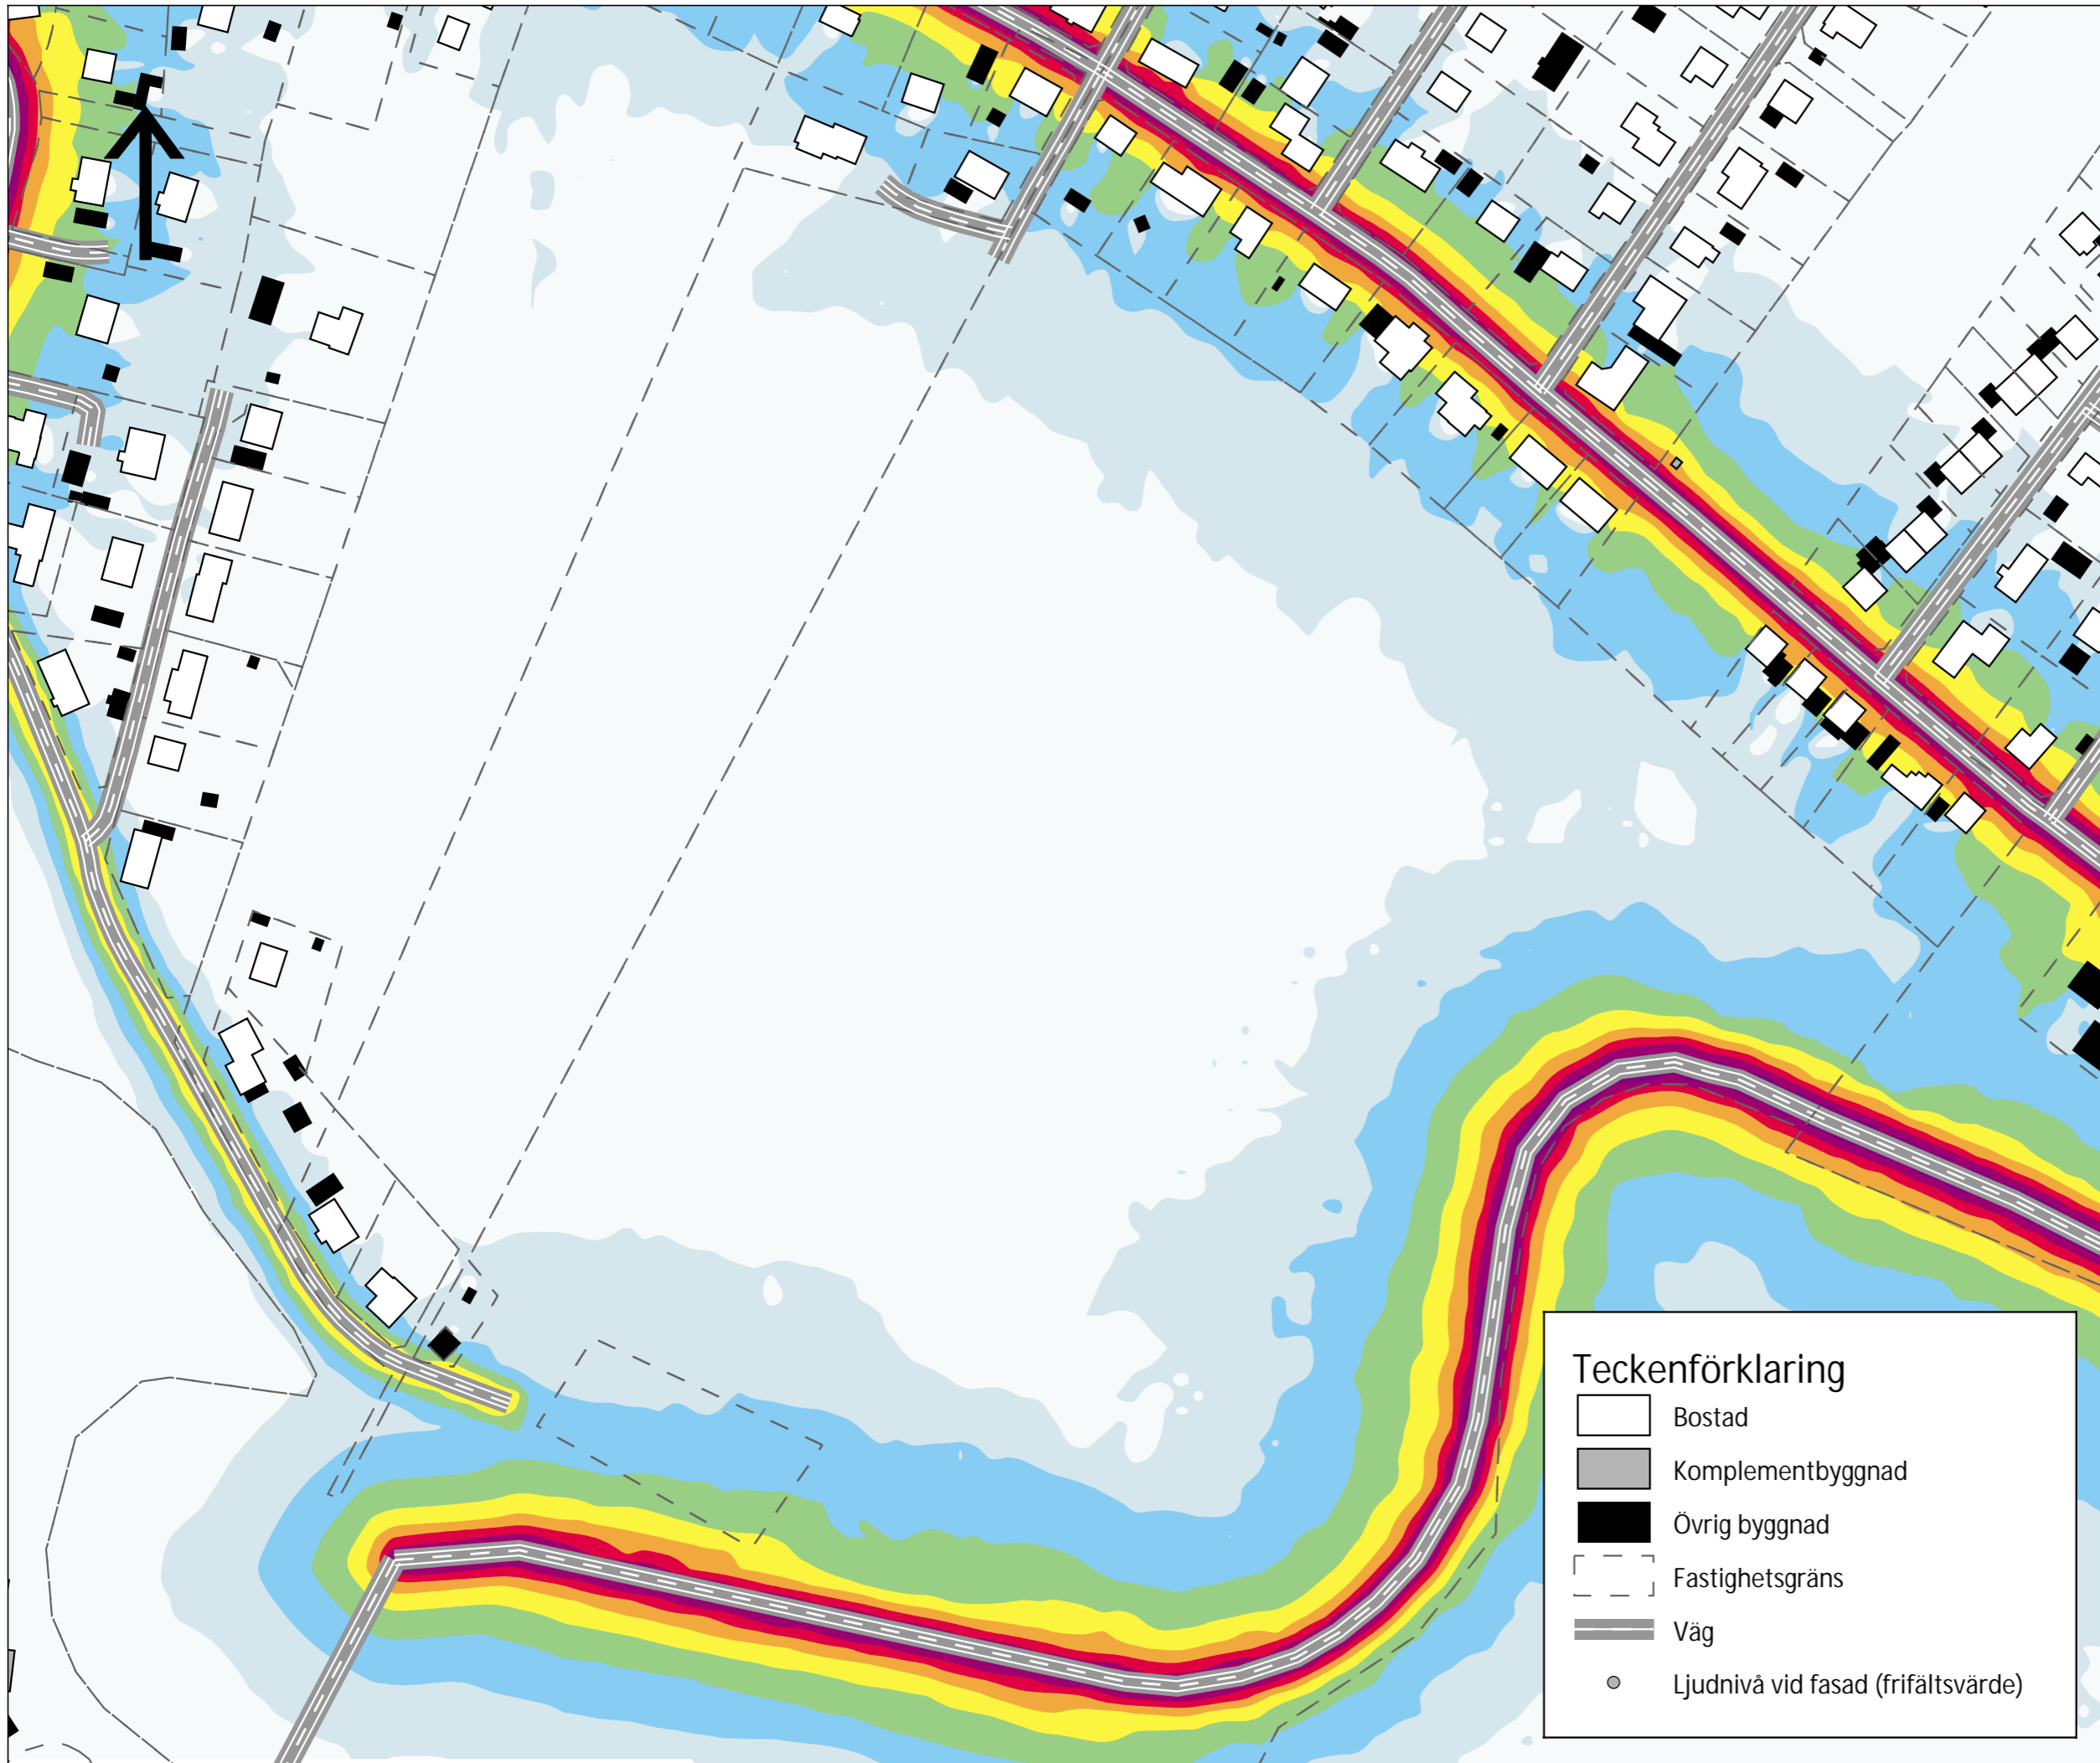 Teckenförklaring
Bostad
Komplementbyggnad
Övrig byggnad
Fastighetsgräns
Väg
Ljudnivå vid fasad (frifältsvärde)